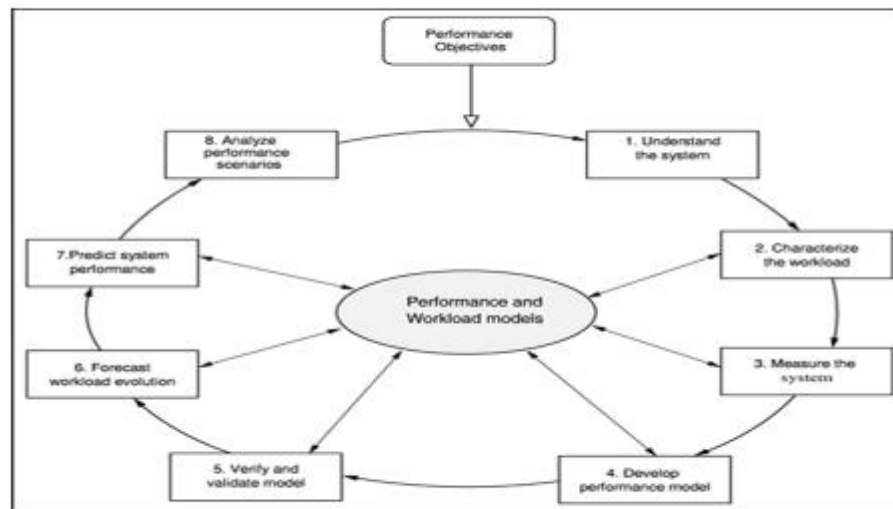 Performance
Objectives
8. Analyze
performance
scenarios
1. Understand
the system
7.Predict system
performance
2. Characterize
the workload
Performance and
Workload models
6. Forecast
workload evolution
3. Measure the
system
5. Verify and
validate model
4. Develop
performance model